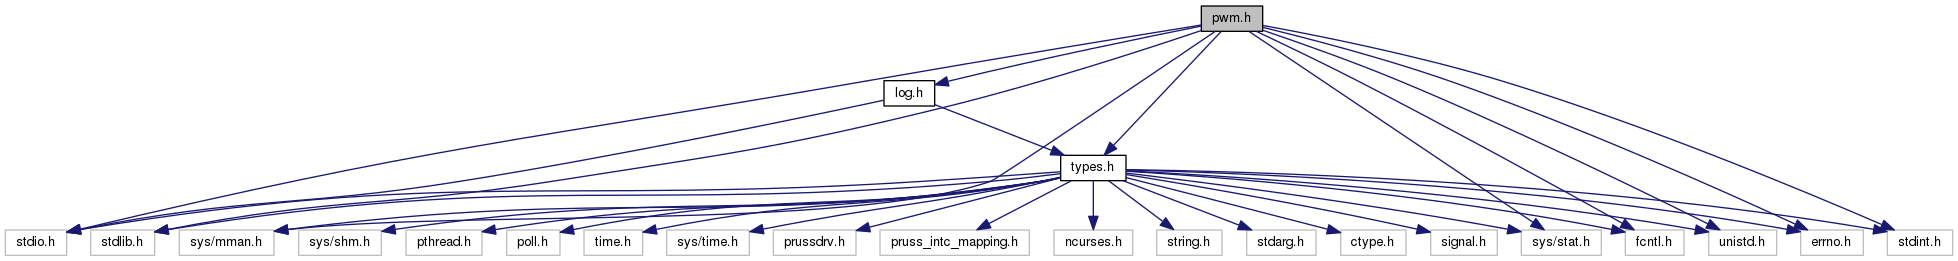 pwm.h
log.h
types.h
stdio.h
stdlib.h
sys/mman.h
sys/shm.h
pthread.h
poll.h
time.h
sys/time.h
prussdrv.h
pruss_intc_mapping.h
ncurses.h
string.h
stdarg.h
ctype.h
signal.h
sys/stat.h
fcntl.h
unistd.h
errno.h
stdint.h